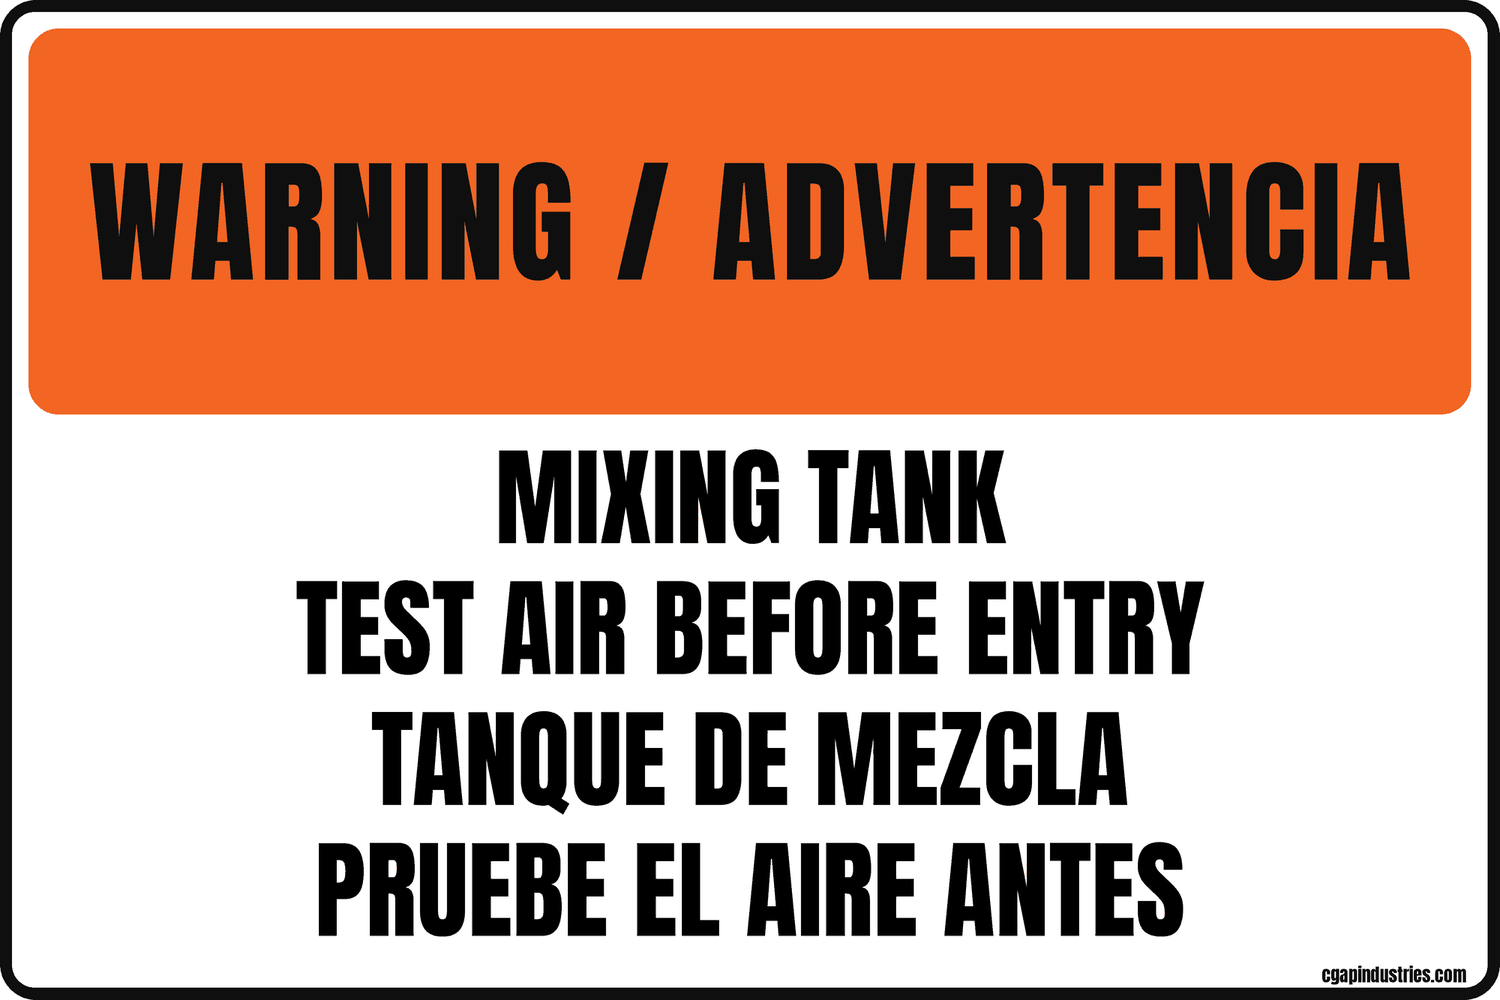 WARNING / ADVERTENCIA
MIXING TANK
TEST AIR BEFORE ENTRY
TANQUE DE MEZCLA
PRUEBE EL AIRE ANTES
cgapindustries.com